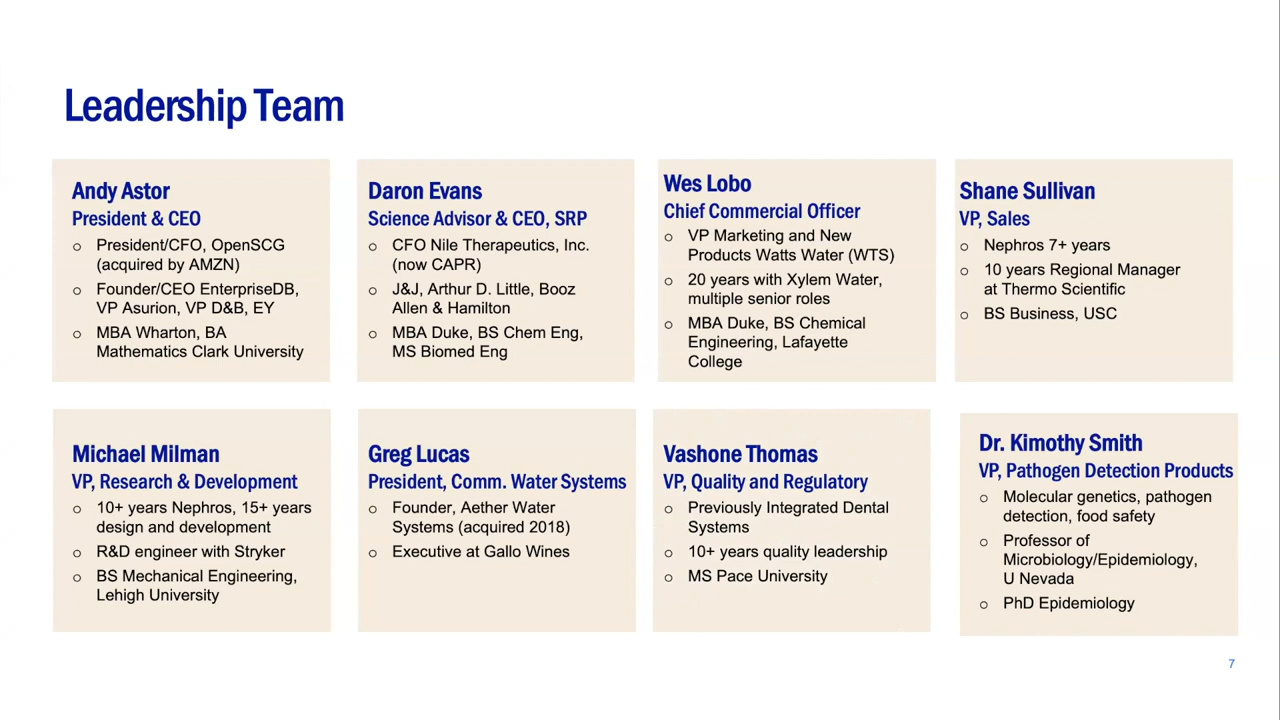 Leadership Team
Andy Astor
President & CEO
o President/CFO, OpenSCG
(acquired by AMZN)
o Founder/CEO EnterpriseDB,
VP Asurion, VP D&B, EY
o MBA Wharton, BA
Mathematics Clark University
Daron Evans
Science Advisor & CEO, SRP
o CFO Nile Therapeutics, Inc.
(now CAPR)
o J&J, Arthur D. Little, Booz
Allen & Hamilton
o MBA Duke, BS Chem Eng,
MS Biomed Eng
Wes Lobo
Chief Commercial Officer
o VP Marketing and New
Products Watts Water (WTS)
o 20 years with Xylem Water,
multiple senior roles
o MBA Duke, BS Chemical
Engineering, Lafayette
College
Shane Sullivan
VP, Sales
o Nephros 7+ years
o 10 years Regional Manager
at Thermo Scientific
o BS Business, USC
Michael Milman
VP, Research & Development
o 10+ years Nephros, 15+ years
design and development
o R&D engineer with Stryker
o BS Mechanical Engineering,
Lehigh University
Greg Lucas
President, Comm. Water Systems
o Founder, Aether Water
Systems (acquired 2018)
o Executive at Gallo Wines
Vashone Thomas
VP, Quality and Regulatory
o Previously Integrated Dental
Systems
o 10+ years quality leadership
o MS Pace University
Dr. Kimothy Smith
VP, Pathogen Detection Products
o Molecular genetics, pathogen
detection, food safety
o Professor of
Microbiology/Epidemiology,
U Nevada
o PhD Epidemiology
7